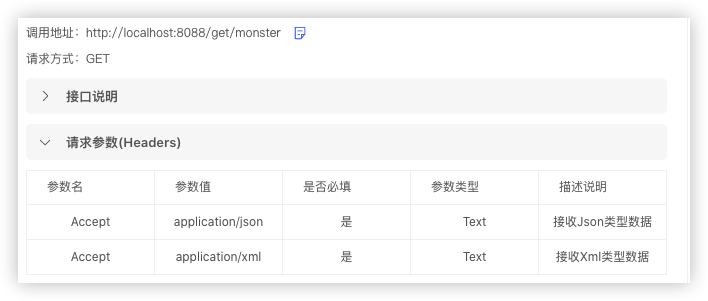 调用地址：http://localhost:8088/get/monster
请求方式：GET
接口说明
请求参数(Headers)
参数名 参数值 是否必填 参数类型 描述说明
Accept application/json 是 Text 接收Json类型数据
Accept application/xml 是 Text 接收Xml类型数据